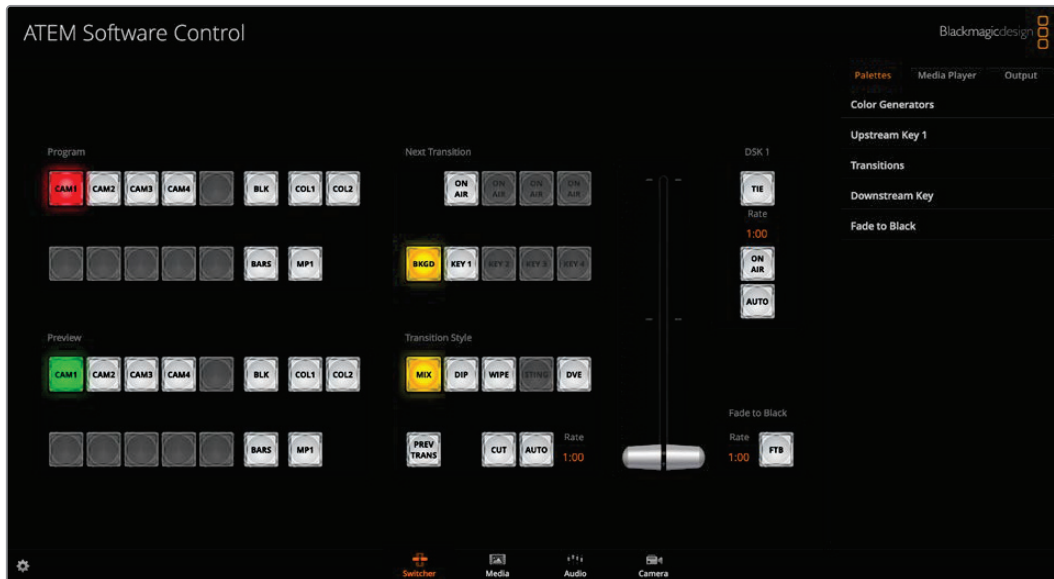 ATEM Software Control
Blackmagicdesign
Palettes Media Player Output
Color Generators
Upstream Key 1
Transitions
Downstream Key
Fade to Black
Program
CAM1 CAM2 CAM3 CAM4 BLK COL1 COL2
BARS MP1
Next Transition
ON AIR ON AIR ON AIR ON AIR
BKGD KEY 1 KEY 2 KEY 3 KEY 4
DSK 1
TIE
Rate
1:00
ON AIR
AUTO
Preview
CAM1 CAM2 CAM3 CAM4 BLK COL1 COL2
BARS MP1
Transition Style
MIX DIP WIPE STING DVE
PREV TRANS CUT AUTO Rate 1:00
Fade to Black
Rate
1:00 FTB
Switcher Media Audio Camera